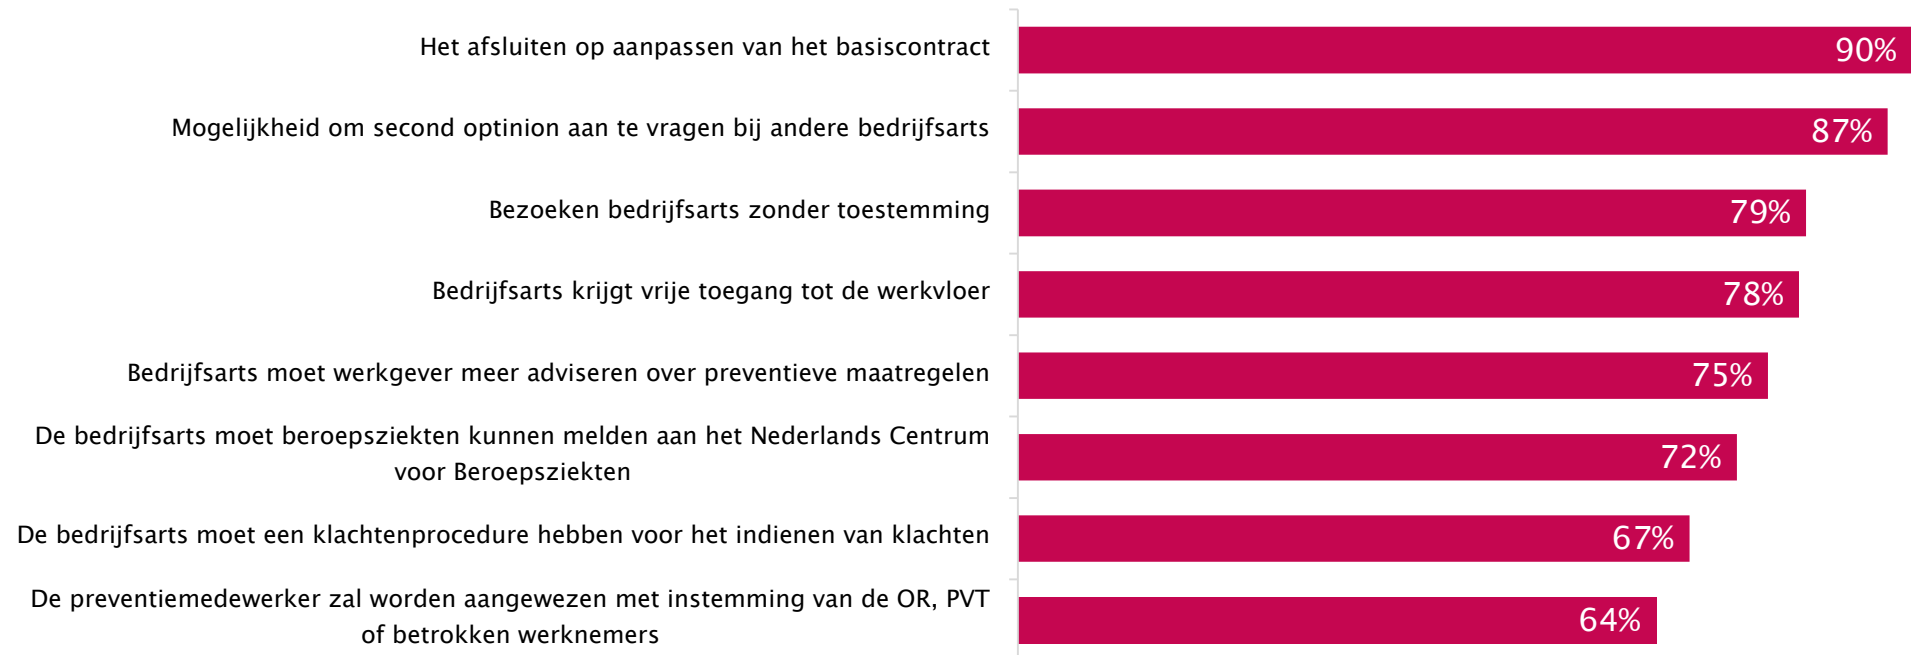 Het afsluiten op aanpassen van het basiscontract
90%
Mogelijkheid om second optinion aan te vragen bij andere bedrijfsarts
87%
Bezoeken bedrijfsarts zonder toestemming
79%
Bedrijfsarts krijgt vrije toegang tot de werkvloer
78%
Bedrijfsarts moet werkgever meer adviseren over preventieve maatregelen
75%
De bedrijfsarts moet beroepsziekten kunnen melden aan het Nederlands Centrum
voor Beroepsziekten
72%
De bedrijfsarts moet een klachtenprocedure hebben voor het indienen van klachten
67%
De preventiemedewerker zal worden aangewezen met instemming van de OR, PVT
of betrokken werknemers
64%